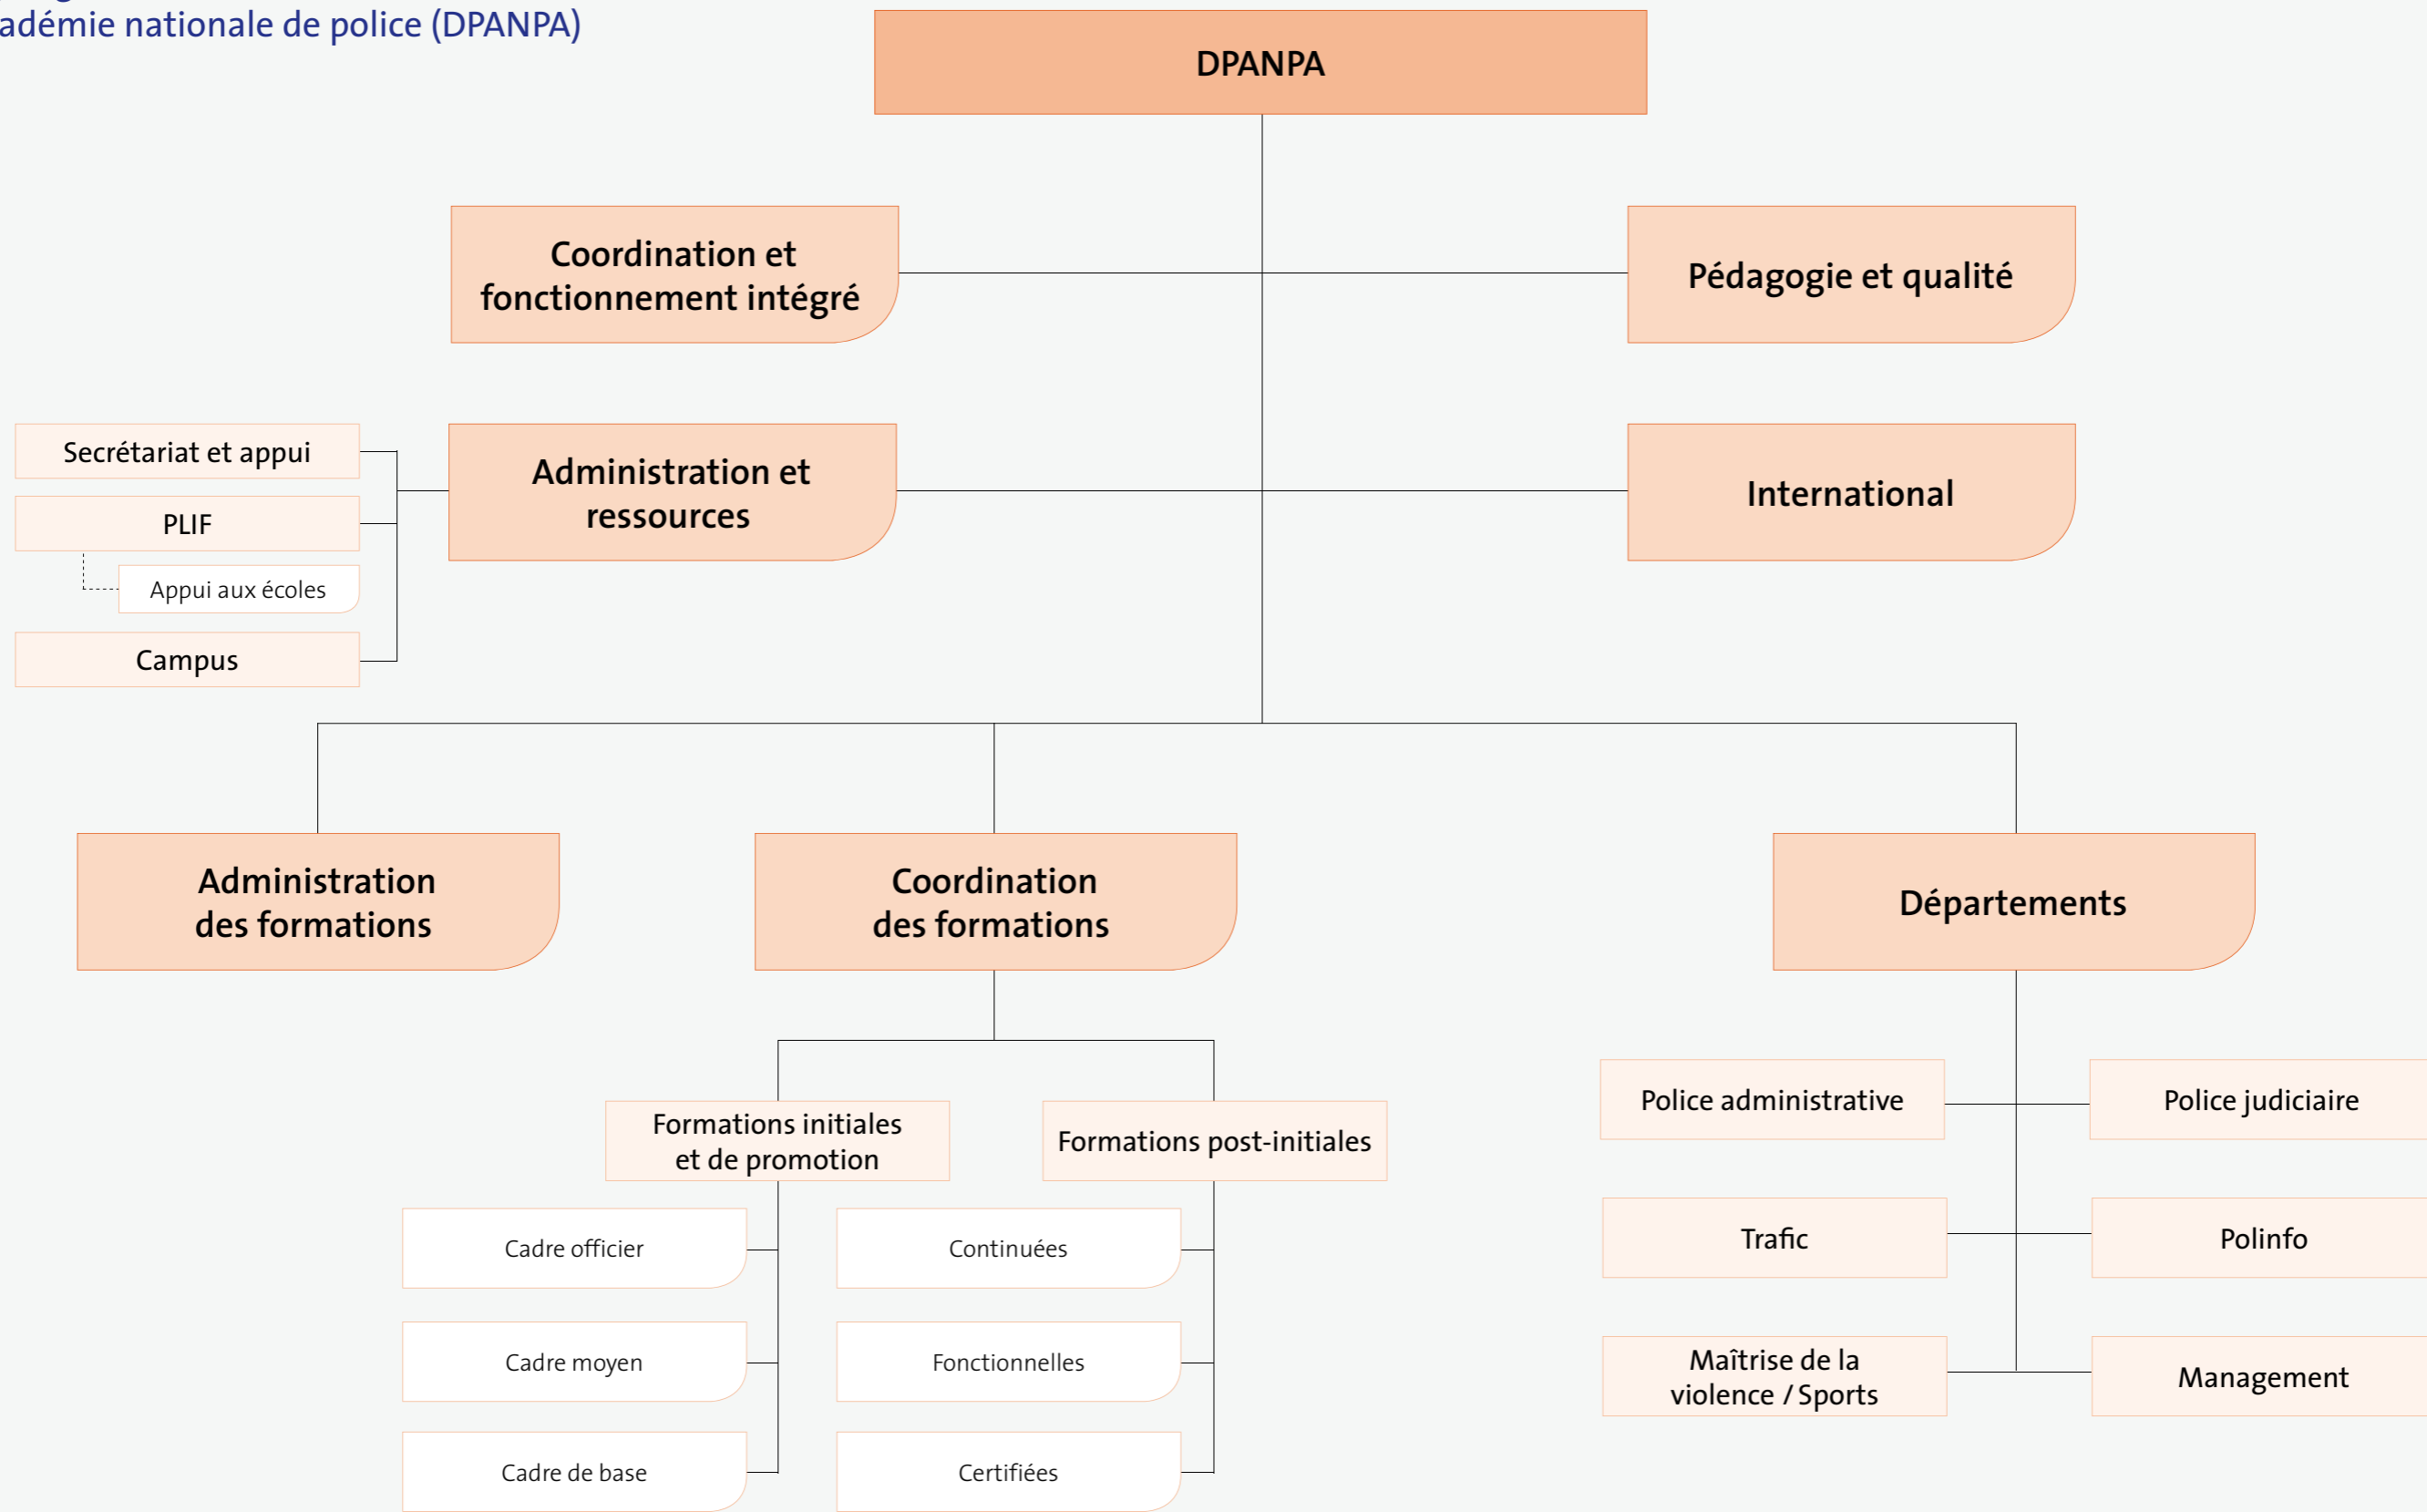 adémie nationale de police (DPANPA)
DPANPA
Coordination et
fonctionnement intégré
Pédagogie et qualité
Secrétariat et appui
PLIF
Appui aux écoles
Campus
Administration et
ressources
International
Administration
des formations
Coordination
des formations
Départements
Formations initiales
et de promotion
Formations post-initiales
Cadre officier
Cadre moyen
Cadre de base
Continuées
Fonctionnelles
Certifiées
Police administrative
Police judiciaire
Trafic
Polinfo
Maîtrise de la
violence / Sports
Management